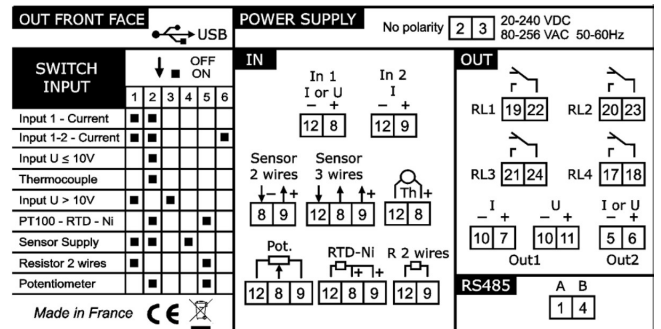 OUT FRONT FACE
USB
POWER SUPPLY
No polarity 2 3 20-240 VDC
80-256 VAC 50-60Hz
SWITCH
INPUT
OFF
ON
1 2 3 4 5 6
Input 1 - Current
Input 1-2 - Current
Input U ≤ 10V
Thermocouple
Input U > 10V
PT100 - RTD - Ni
Sensor Supply
Resistor 2 wires
Potentiometer
Made in France CE
IN
In 1
I or U
- +
12 8
In 2
I
- +
12 9
Sensor
2 wires
- +
8 9
Sensor
3 wires
+
12 8 9
Th +
12 8
Pot.
12 8 9
RTD-Ni
+ +
12 8 9
R 2 wires
12 9
OUT
RL1 19 22
RL2 20 23
RL3 21 24
RL4 17 18
I
- +
10 7
U
- +
10 11
Out1
I or U
- +
5 6
Out2
RS485
A B
1 4